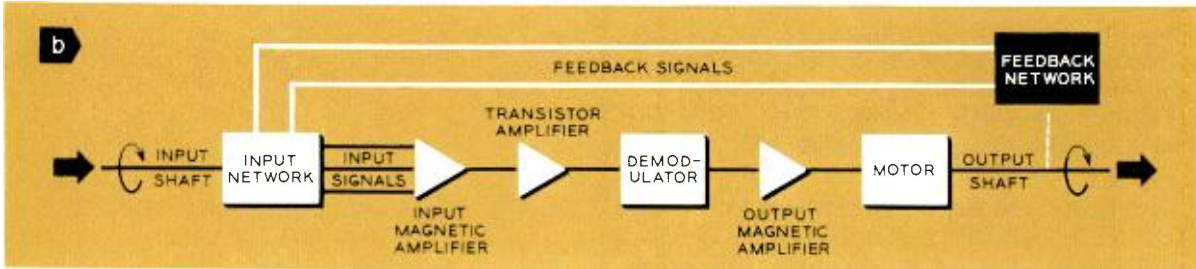 b
FEEDBACK SIGNALS
FEEDBACK
NETWORK
TRANSISTOR
AMPLIFIER
INPUT
SHAFT
INPUT
NETWORK
INPUT
SIGNALS
INPUT
MAGNETIC
AMPLIFIER
DEMOD-
ULATOR
OUTPUT
MAGNETIC
AMPLIFIER
MOTOR
OUTPUT
SHAFT